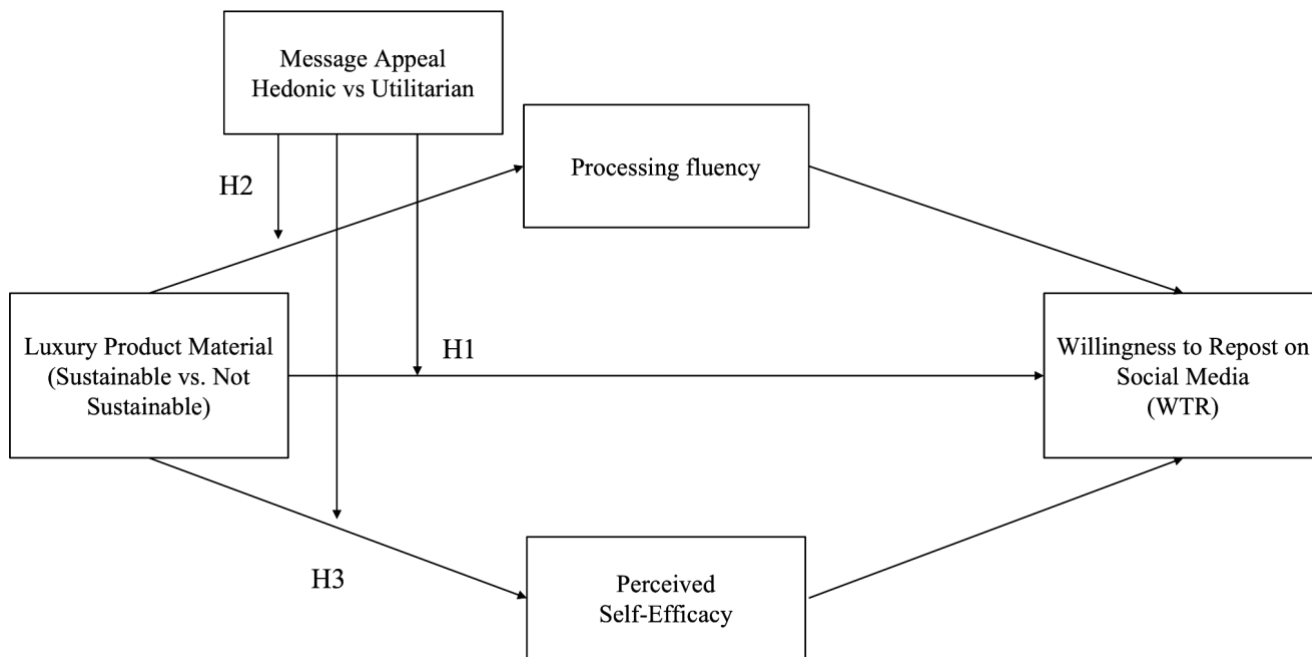 Message Appeal
Hedonic vs Utilitarian
Processing fluency
H2
Luxury Product Material
(Sustainable vs. Not
Sustainable)
H1
Willingness to Repost on
Social Media
(WTR)
H3
Perceived
Self-Efficacy